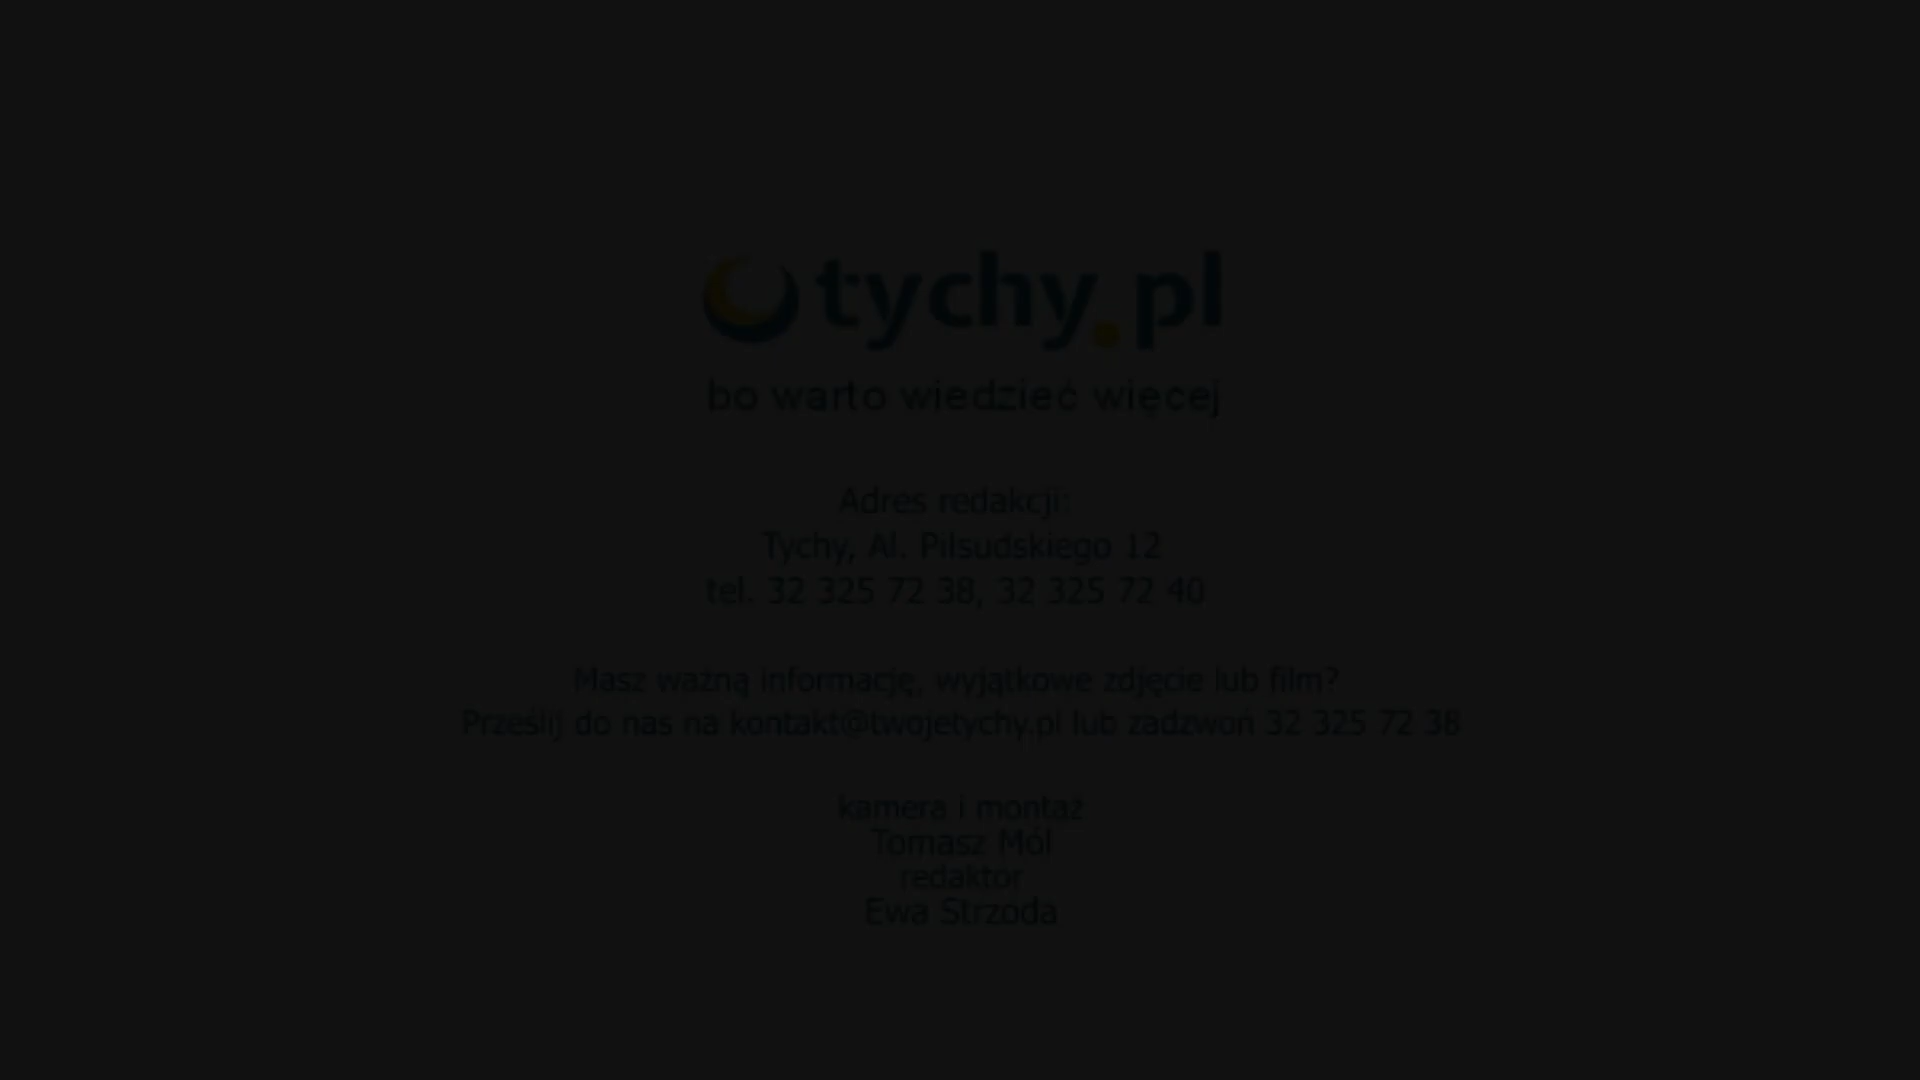 tychy.pl
bo warto wiedzieć więcej
Adres redakcji:
Tychy, Al. Piłsudskiego 12
tel. 32 325 72 38, 32 325 72 40
Masz ważną informację, wyjątkowe zdjęcie lub film?
Prześlij do nas na kontakt@twojetychy.pl lub zadzwoń 32 325 72 38
kamera i montaż
Tomasz Mól
redaktor
Ewa Strzoda